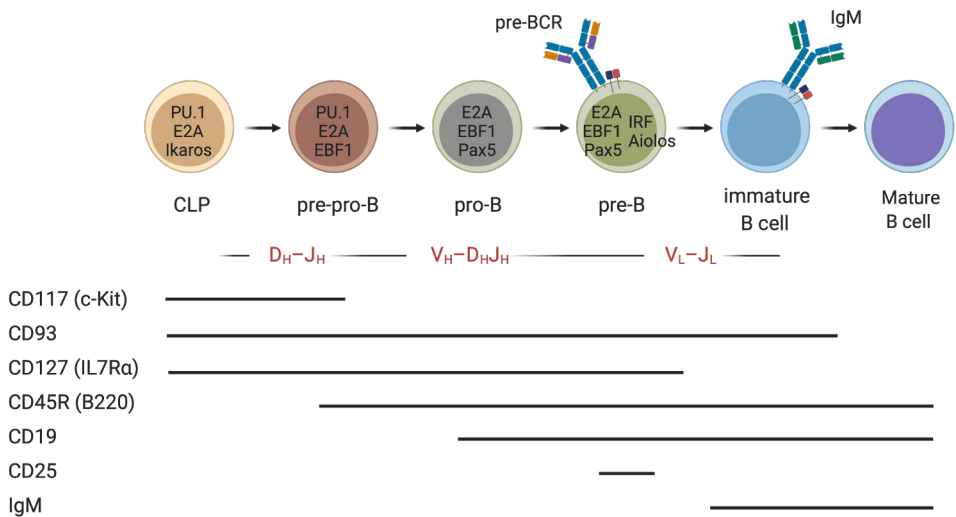 pre-BCR
IgM
PU.1
E2A
Ikaros
PU.1
E2A
EBF1
E2A
EBF1
Pax5
E2A
EBF1
Pax5
IRF
Aiolos
CLP
pre-pro-B
pro-B
pre-B
immature
B cell
Mature
B cell
DH–JH
VH–DHJH
VL–JL
CD117 (c-Kit)
CD93
CD127 (IL7Rα)
CD45R (B220)
CD19
CD25
IgM